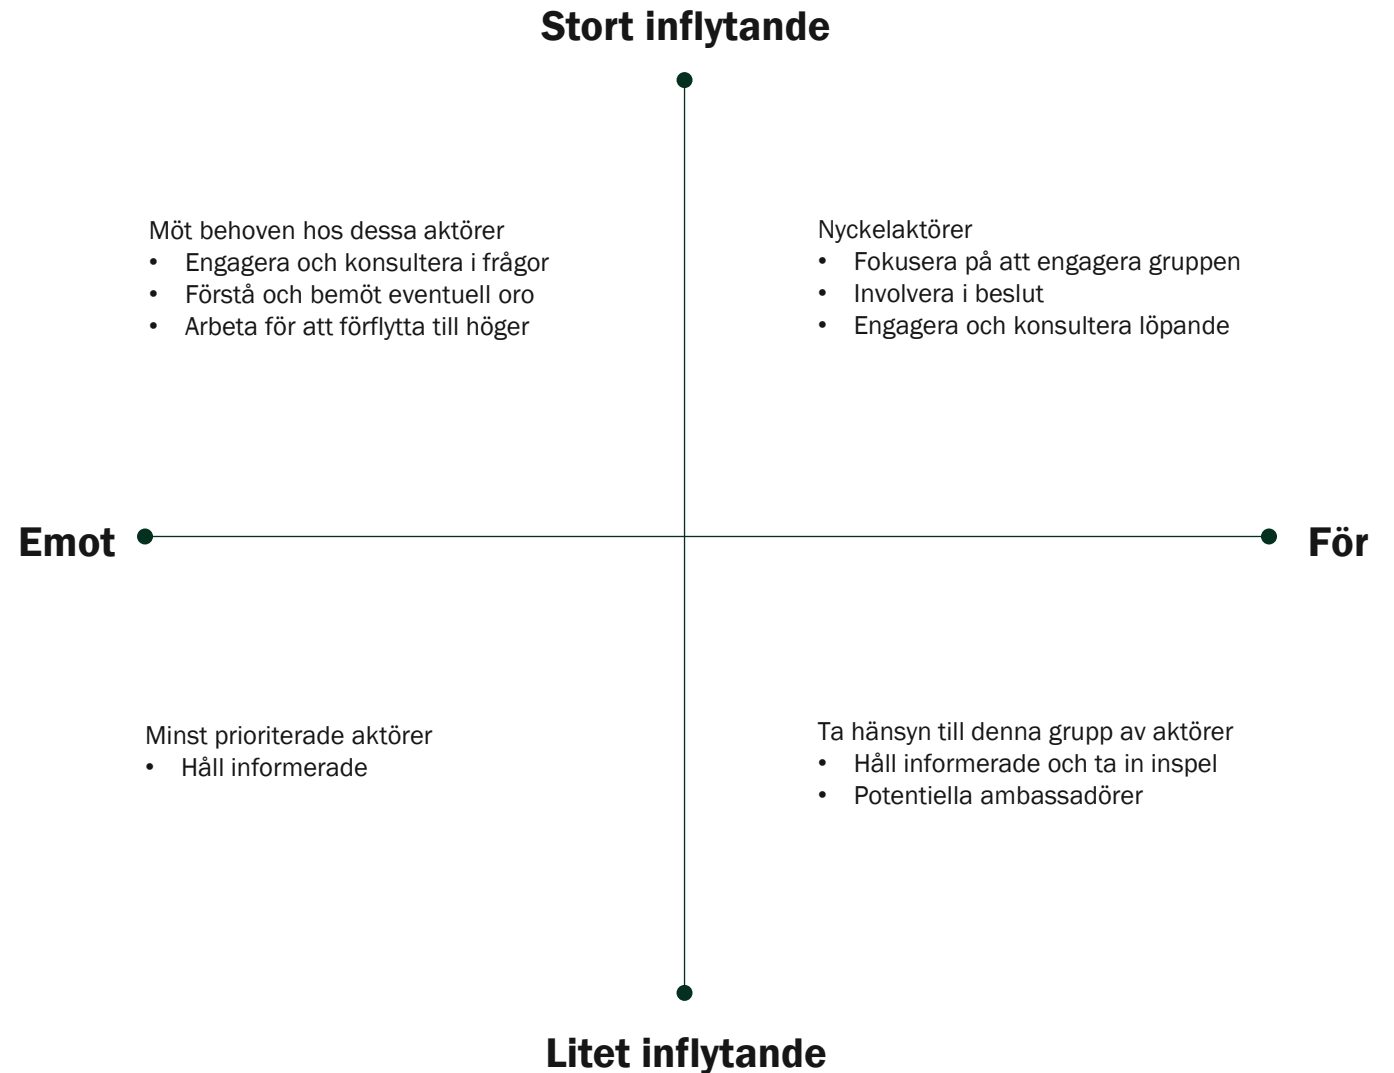 Stort inflytande
Möt behoven hos dessa aktörer
• Engagera och konsultera i frågor
• Förstå och bemöt eventuell oro
• Arbeta för att förflytta till höger
Nyckelaktörer
• Fokusera på att engagera gruppen
• Involvera i beslut
• Engagera och konsultera löpande
Emot
För
Minst prioriterade aktörer
• Håll informerade
Ta hänsyn till denna grupp av aktörer
• Håll informerade och ta in inspel
• Potentiella ambassadörer
Litet inflytande